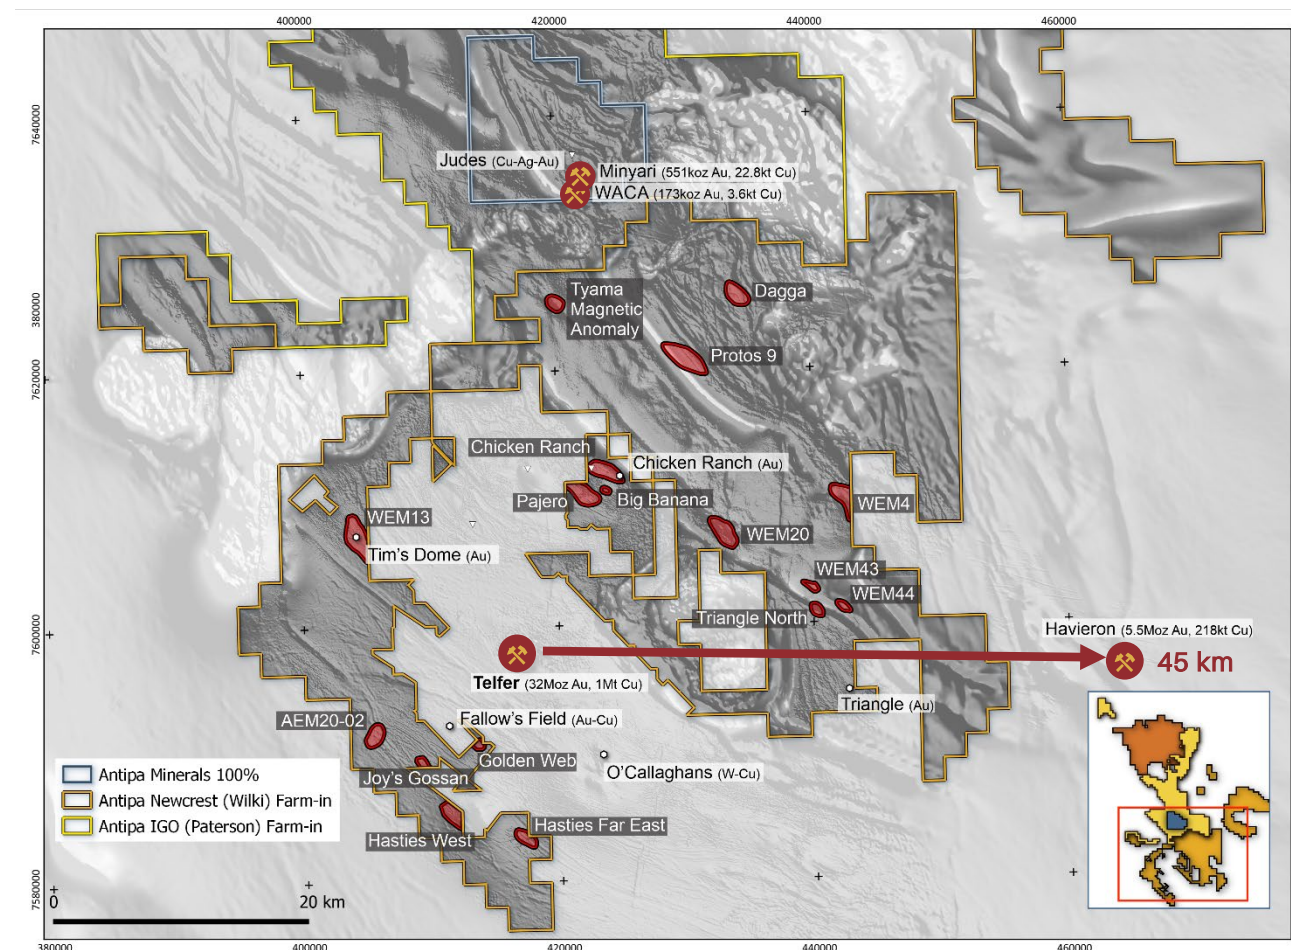 400000
420000
440000
460000
7640000
Judes (Cu-Ag-Au)
Minyari (551koz Au, 22.8kt Cu)
WACA (173koz Au, 3.6kt Cu)
380000
Tyama
Magnetic
Anomaly
Dagga
Protos 9
7620000
Chicken Ranch
Chicken Ranch (Au)
Pajero
Big Banana
WEM4
WEM13
WEM20
Tim's Dome (Au)
WEM43
WEM44
Triangle North
7600000
Havieron (5.5Moz Au, 218kt Cu)
45 km
Telfer (32Moz Au, 1Mt Cu)
Triangle (Au)
AEM20-02
Fallow's Field (Au-Cu)
Golden Web
Joy's Gossan
O'Callaghans (W-Cu)
Antipa Minerals 100%
Antipa Newcrest (Wilki) Farm-in
Antipa IGO (Paterson) Farm-in
Hasties West
Hasties Far East
7580000
0
20 km
380000
400000
420000
440000
460000